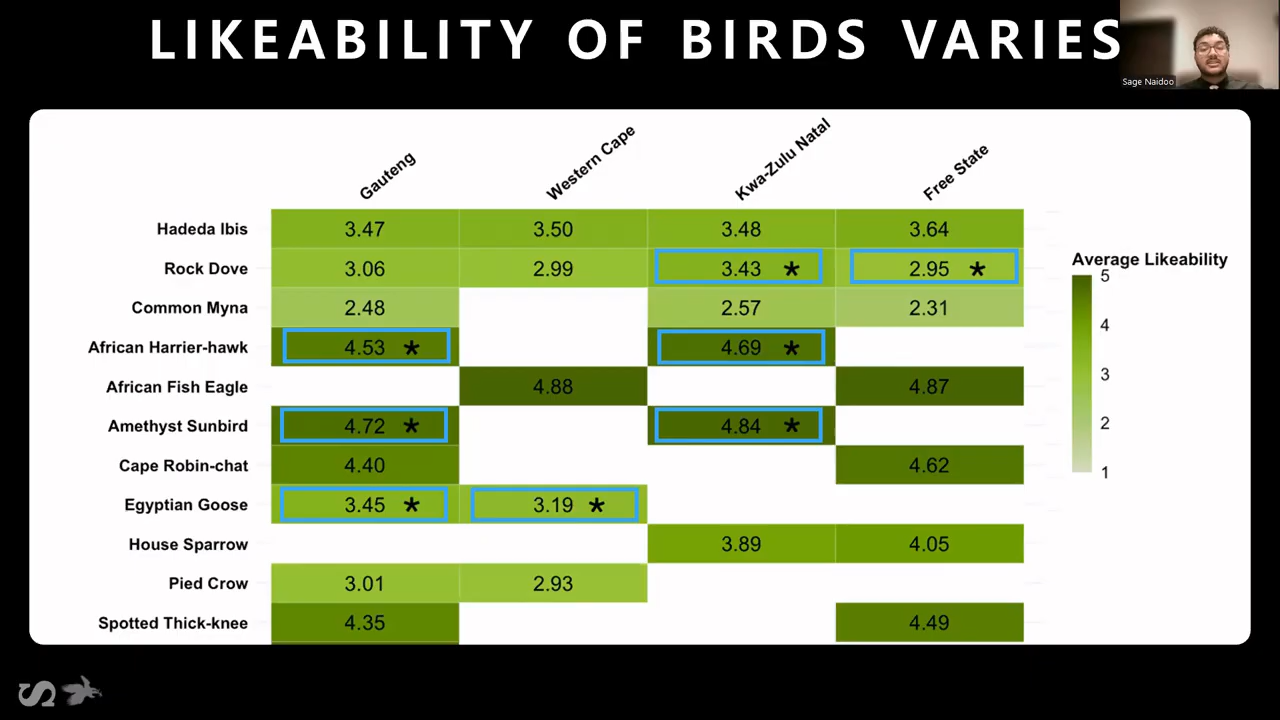 LIKEABILITY OF BIRDS VARIES
Sage Naidoo
Gauteng Western Cape Kwa-Zulu Natal Free State
Hadeda Ibis 3.47 3.50 3.48 3.64
Rock Dove 3.06 2.99 3.43 * 2.95 *
Common Myna 2.48 2.57 2.31
African Harrier-hawk 4.53 * 4.69 *
African Fish Eagle 4.88 4.87
Amethyst Sunbird 4.72 * 4.84 *
Cape Robin-chat 4.40 4.62
Egyptian Goose 3.45 * 3.19 *
House Sparrow 3.89 4.05
Pied Crow 3.01 2.93
Spotted Thick-knee 4.35 4.49
Average Likeability
5
4
3
2
1